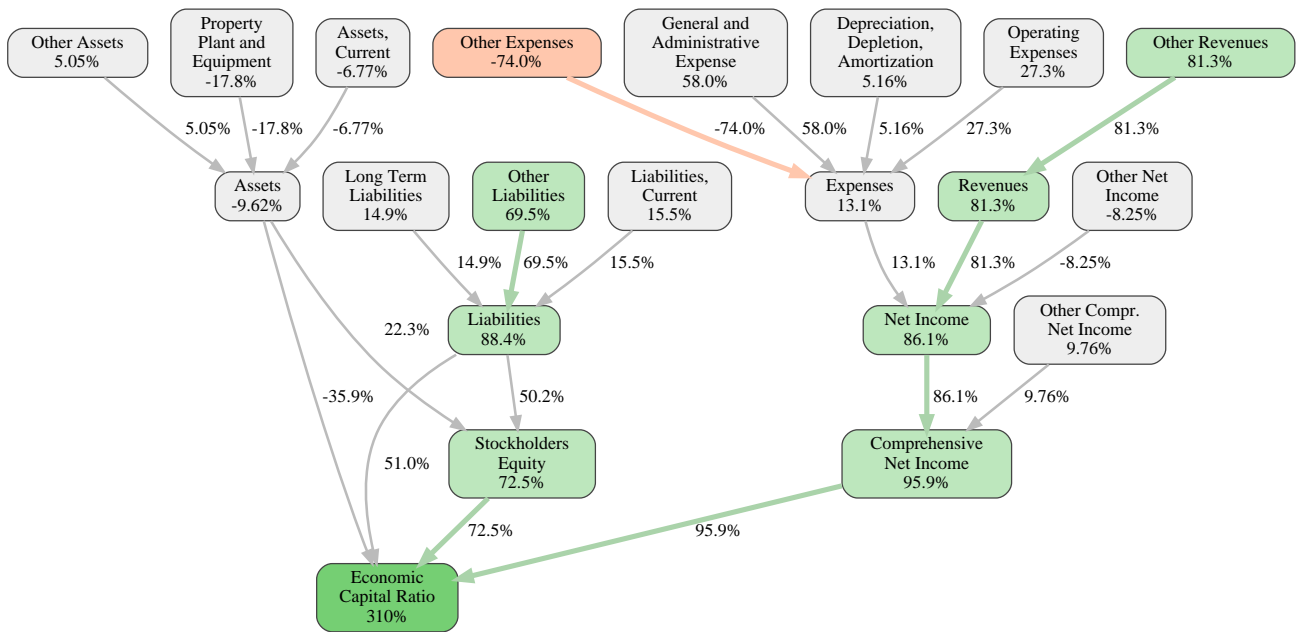 Other Assets
5.05%
Property
Plant and
Equipment
-17.8%
Assets,
Current
-6.77%
Other Expenses
-74.0%
General and
Administrative
Expense
58.0%
Depreciation,
Depletion,
Amortization
5.16%
Operating
Expenses
27.3%
Other Revenues
81.3%
5.05%
-17.8%
-6.77%
-74.0%
58.0%
5.16%
27.3%
81.3%
Assets
-9.62%
Long Term
Liabilities
14.9%
Other
Liabilities
69.5%
Liabilities,
Current
15.5%
Expenses
13.1%
Revenues
81.3%
Other Net
Income
-8.25%
14.9%
69.5%
15.5%
13.1%
81.3%
-8.25%
22.3%
Liabilities
88.4%
Net Income
86.1%
Other Compr.
Net Income
9.76%
-35.9%
50.2%
86.1%
9.76%
51.0%
Stockholders
Equity
72.5%
Comprehensive
Net Income
95.9%
72.5%
95.9%
Economic
Capital Ratio
310%